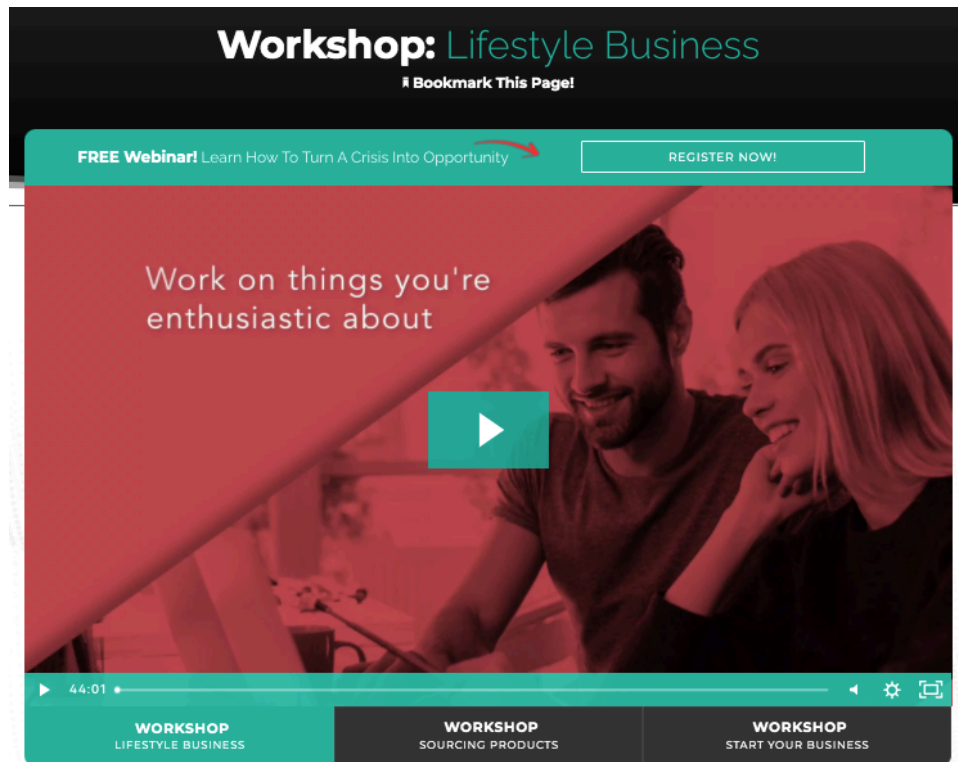 Workshop: Lifestyle Business
Bookmark This Page!
FREE Webinar! Learn How To Turn A Crisis Into Opportunity
REGISTER NOW!
Work on things you're
enthusiastic about
44:01
WORKSHOP
LIFESTYLE BUSINESS
WORKSHOP
SOURCING PRODUCTS
WORKSHOP
START YOUR BUSINESS